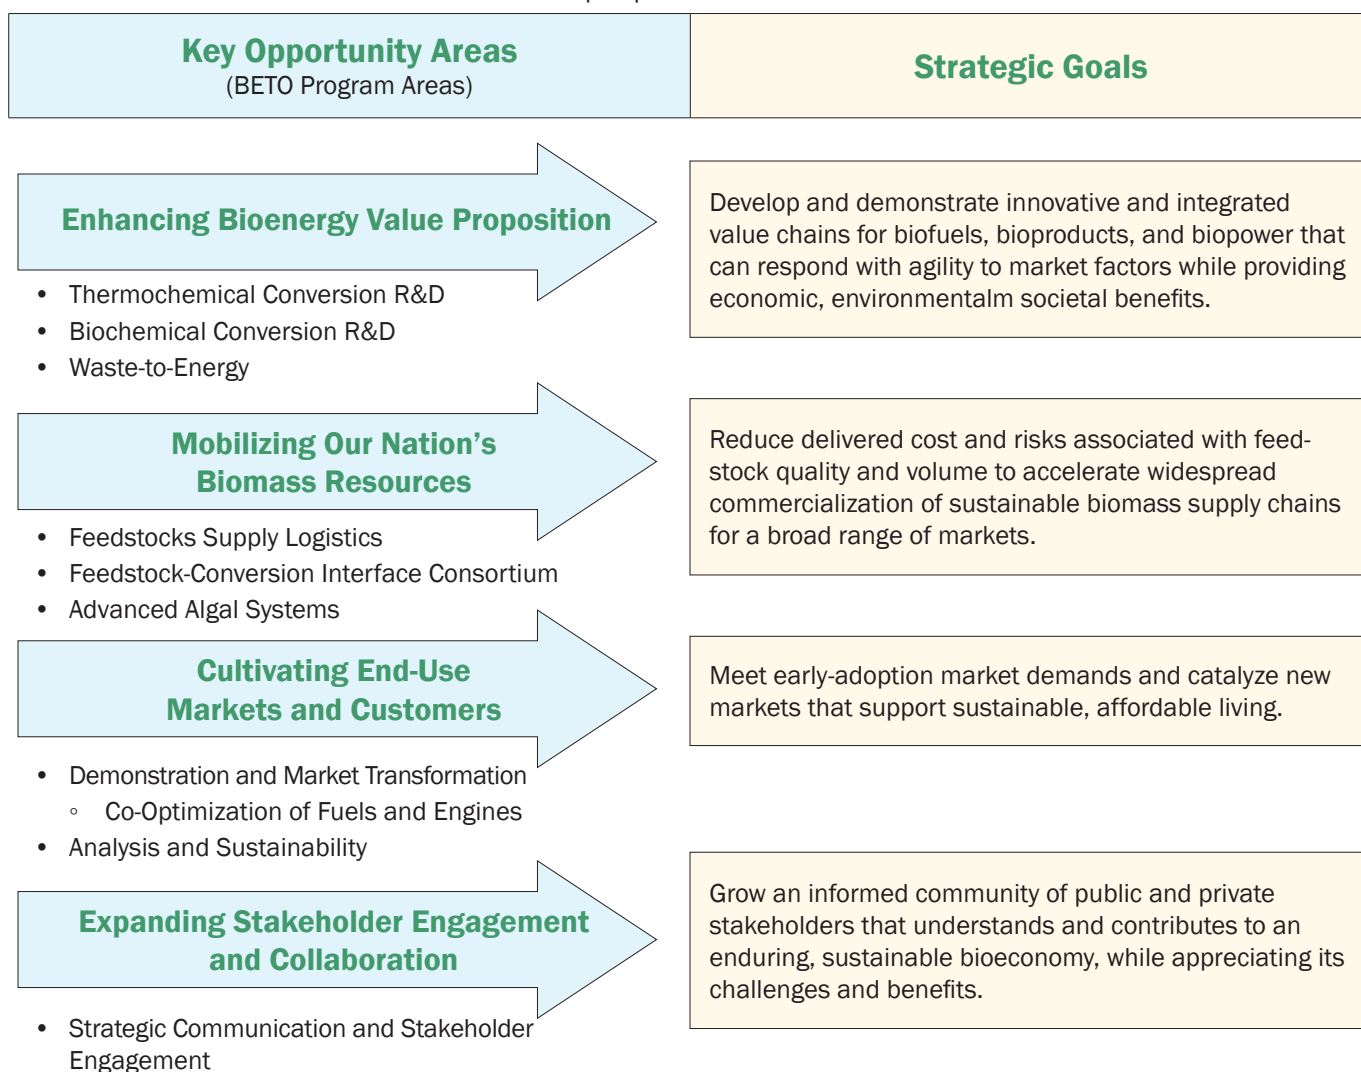 Key Opportunity Areas
(BETO Program Areas)
Strategic Goals
Enhancing Bioenergy Value Proposition
• Thermochemical Conversion R&D
• Biochemical Conversion R&D
• Waste-to-Energy
Develop and demonstrate innovative and integrated
value chains for biofuels, bioproducts, and biopower that
can respond with agility to market factors while providing
economic, environmentalm societal benefits.
Mobilizing Our Nation’s
Biomass Resources
• Feedstocks Supply Logistics
• Feedstock-Conversion Interface Consortium
• Advanced Algal Systems
Reduce delivered cost and risks associated with feed-
stock quality and volume to accelerate widespread
commercialization of sustainable biomass supply chains
for a broad range of markets.
Cultivating End-Use
Markets and Customers
• Demonstration and Market Transformation
◦ Co-Optimization of Fuels and Engines
• Analysis and Sustainability
Meet early-adoption market demands and catalyze new
markets that support sustainable, affordable living.
Expanding Stakeholder Engagement
and Collaboration
• Strategic Communication and Stakeholder
Engagement
Grow an informed community of public and private
stakeholders that understands and contributes to an
enduring, sustainable bioeconomy, while appreciating its
challenges and benefits.